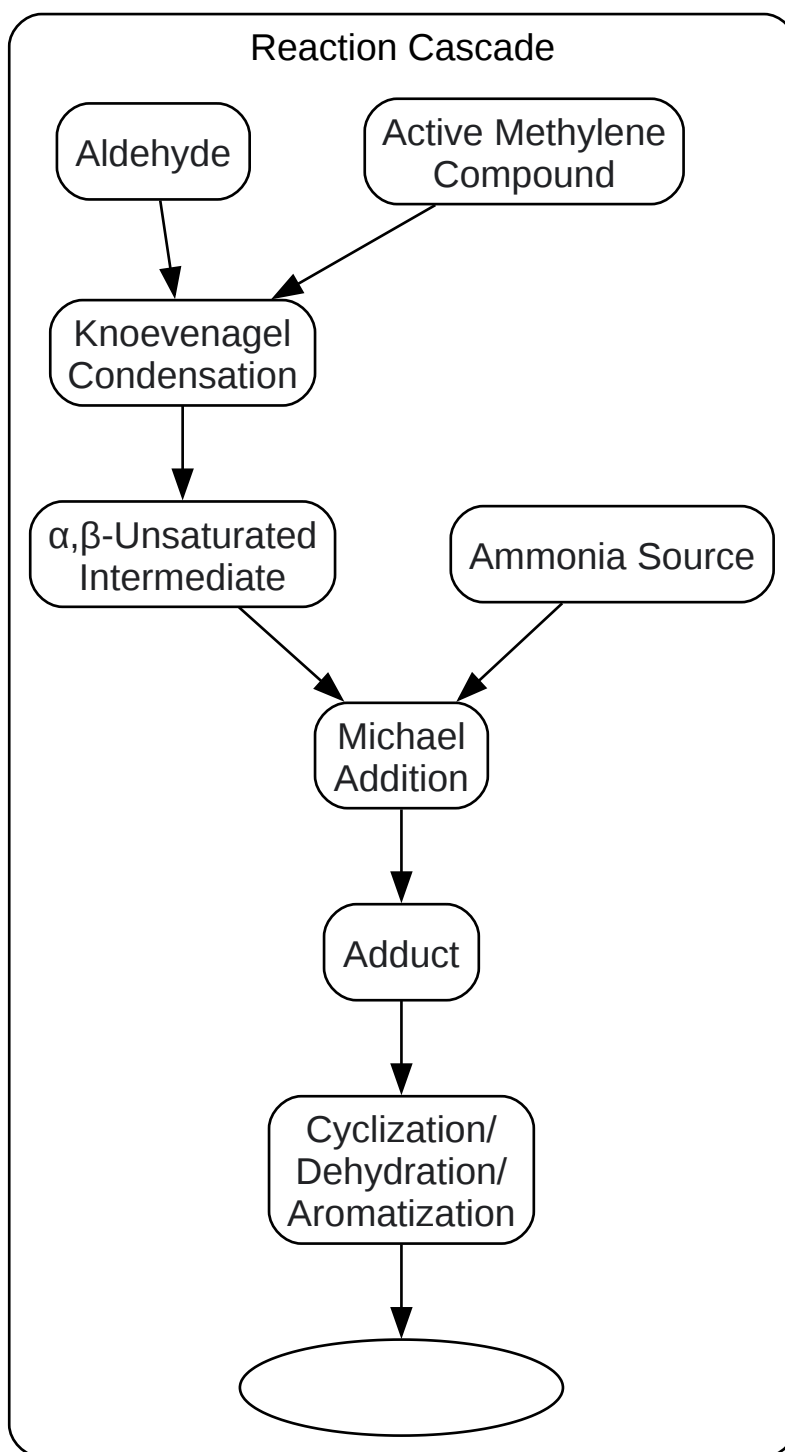 Reaction Cascade
Aldehyde
Active Methylene
Compound
Knoevenagel
Condensation
α,β-Unsaturated
Intermediate
Ammonia Source
Michael
Addition
Adduct
Cyclization/
Dehydration/
Aromatization